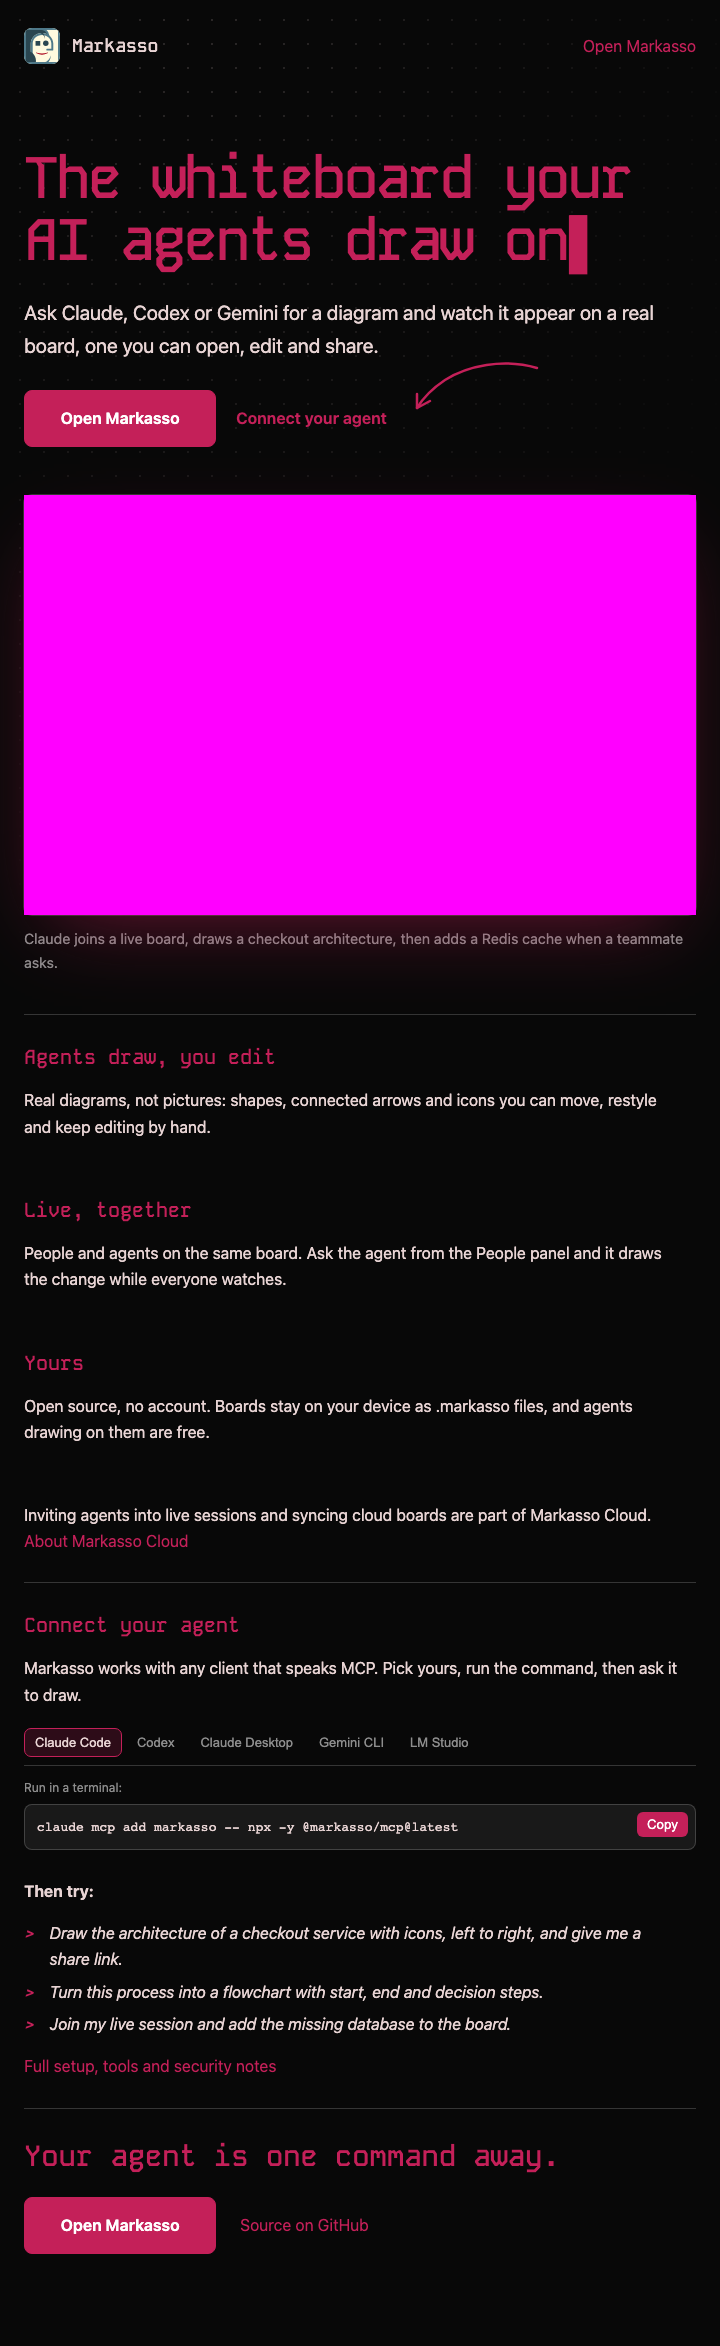 Markasso
Open Markasso
The whiteboard your
AI agents draw on
Ask Claude, Codex or Gemini for a diagram and watch it appear on a real
board, one you can open, edit and share.
Open Markasso
Connect your agent
Claude joins a live board, draws a checkout architecture, then adds a Redis cache when a teammate
asks.
Agents draw, you edit
Real diagrams, not pictures: shapes, connected arrows and icons you can move, restyle
and keep editing by hand.
Live, together
People and agents on the same board. Ask the agent from the People panel and it draws
the change while everyone watches.
Yours
Open source, no account. Boards stay on your device as .markasso files, and agents
drawing on them are free.
Inviting agents into live sessions and syncing cloud boards are part of Markasso Cloud.
About Markasso Cloud
Connect your agent
Markasso works with any client that speaks MCP. Pick yours, run the command, then ask it
to draw.
Claude Code
Codex
Claude Desktop
Gemini CLI
LM Studio
Run in a terminal:
claude mcp add markasso -- npx -y @markasso/mcp@latest
Copy
Then try:
> Draw the architecture of a checkout service with icons, left to right, and give me a
share link.
> Turn this process into a flowchart with start, end and decision steps.
> Join my live session and add the missing database to the board.
Full setup, tools and security notes
Your agent is one command away.
Open Markasso
Source on GitHub